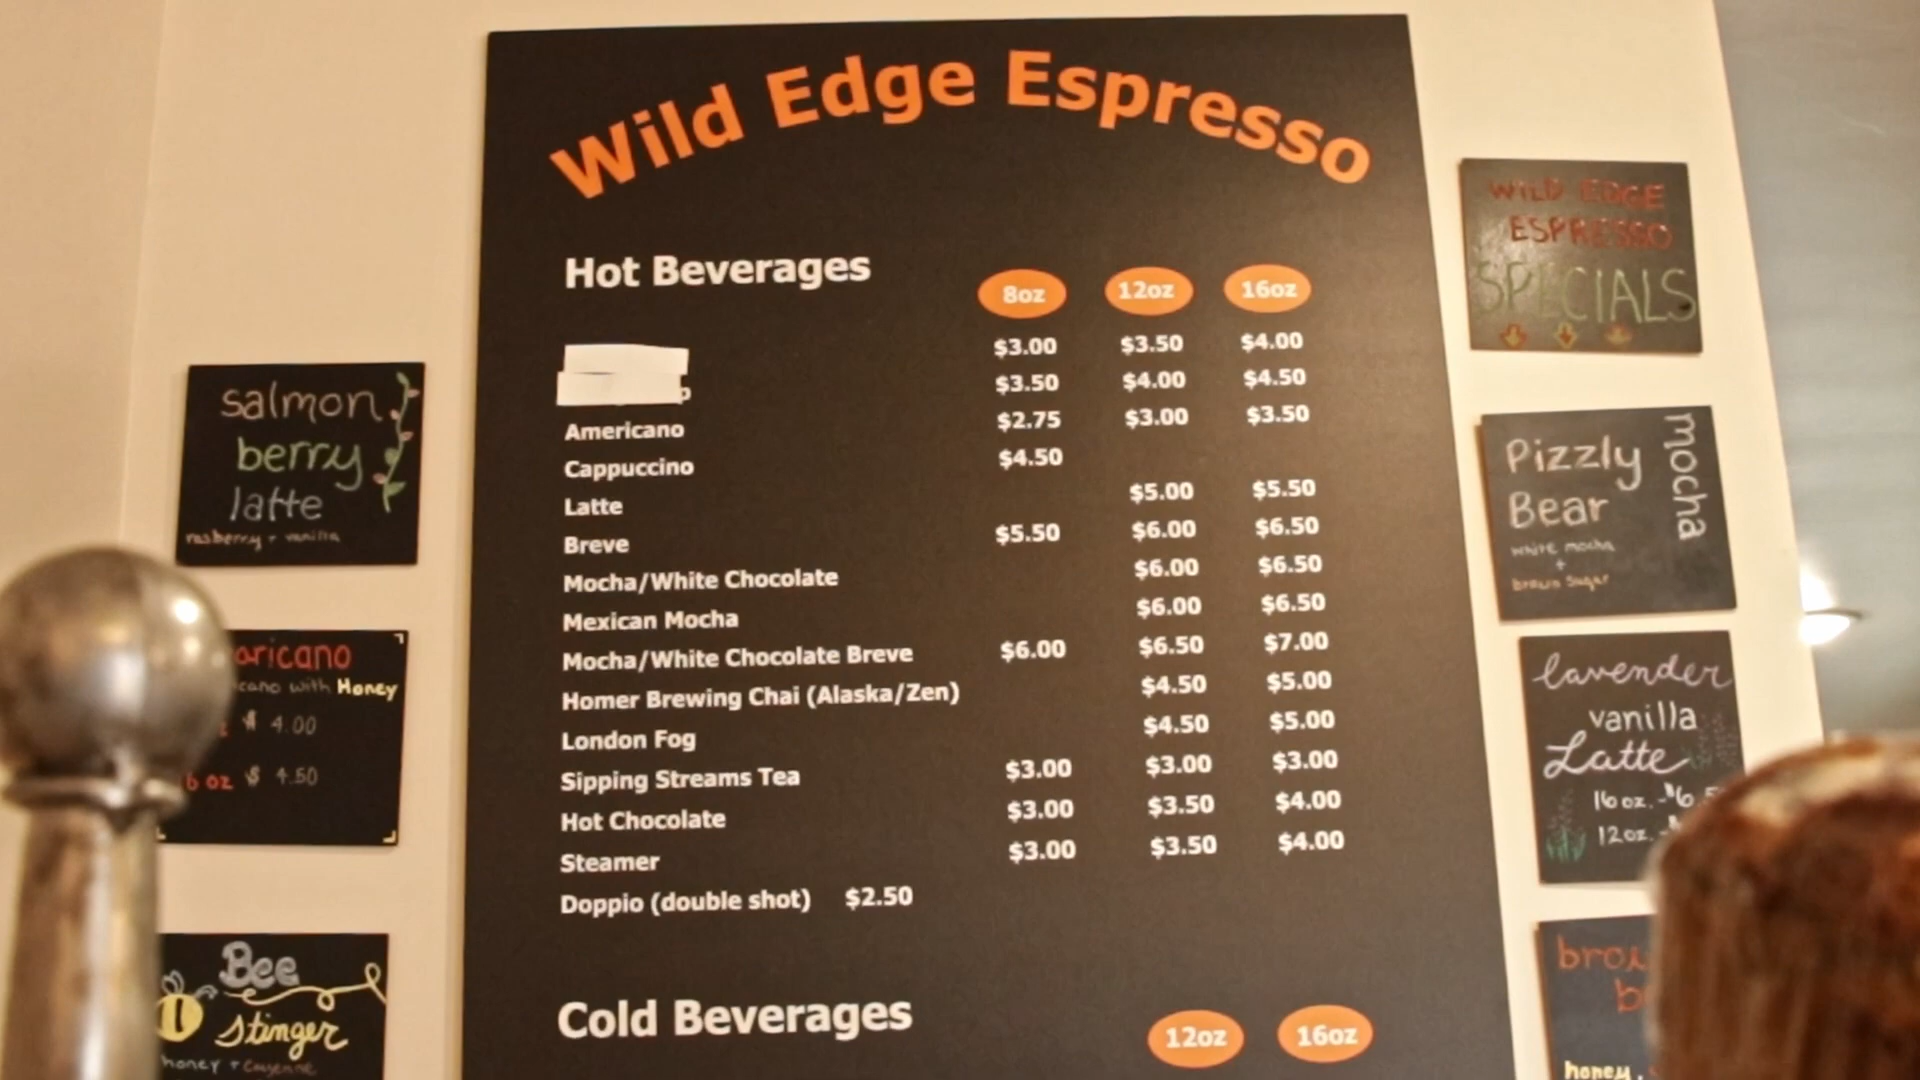 Wild Edge Espresso
Hot Beverages 8oz 12oz 16oz
$3.00 $3.50 $4.00
$3.50 $4.00 $4.50
Americano $2.75 $3.00 $3.50
Cappuccino $4.50
Latte $5.00 $5.50
Breve $5.50 $6.00 $6.50
Mocha/White Chocolate $6.00 $6.50
Mexican Mocha $6.00 $6.50
Mocha/White Chocolate Breve $6.00 $6.50 $7.00
Homer Brewing Chai (Alaska/Zen) $4.50 $5.00
London Fog $4.50 $5.00
Sipping Streams Tea $3.00 $3.00 $3.00
Hot Chocolate $3.00 $3.50 $4.00
Steamer $3.00 $3.50 $4.00
Doppio (double shot) $2.50
Cold Beverages 12oz 16oz
salmon
berry
latte
rasberry + vanilla
with Honey
$ 4.00
oz $ 4.50
Bee
Stinger
honey + cayenne
WILD EDGE
ESPRESSO
SPECIALS
Pizzly
Bear
mocha
white mocha
+
brown sugar
lavender
vanilla
Latte
16 oz. - $6.
12 oz. -
honey